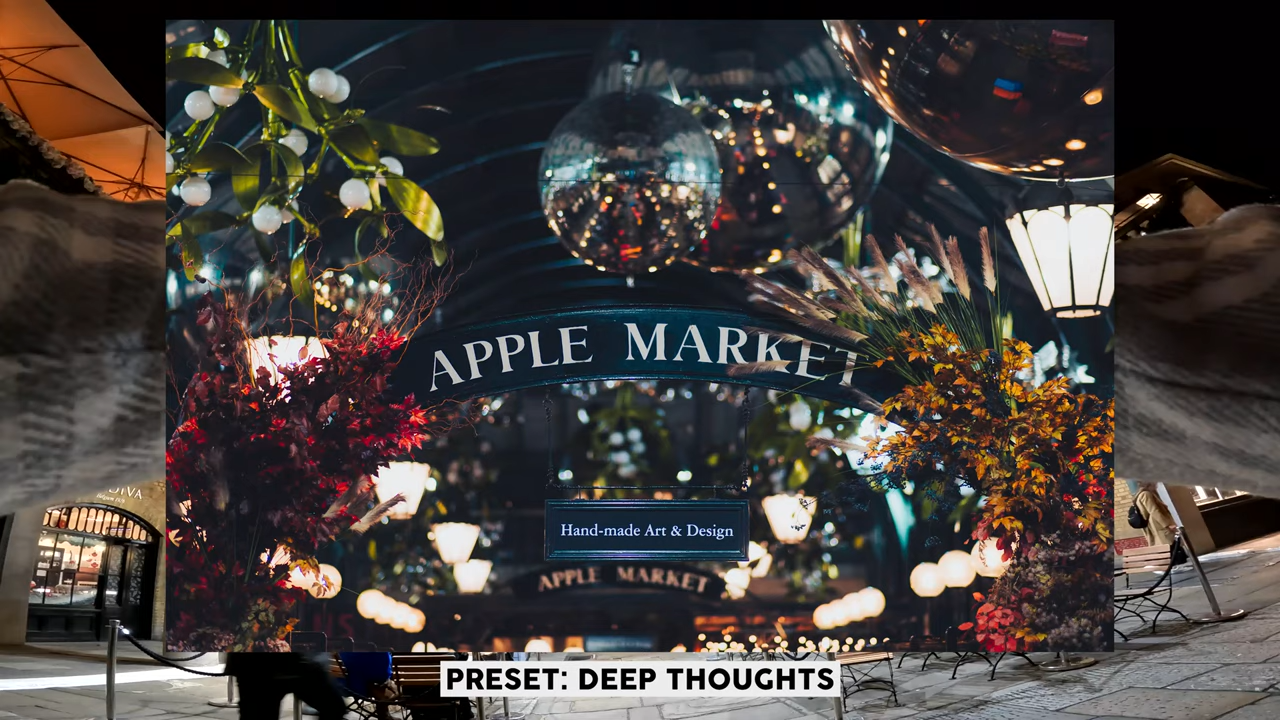 APPLE MARKET
Hand-made Art & Design
APPLE MARKET
PRESET: DEEP THOUGHTS